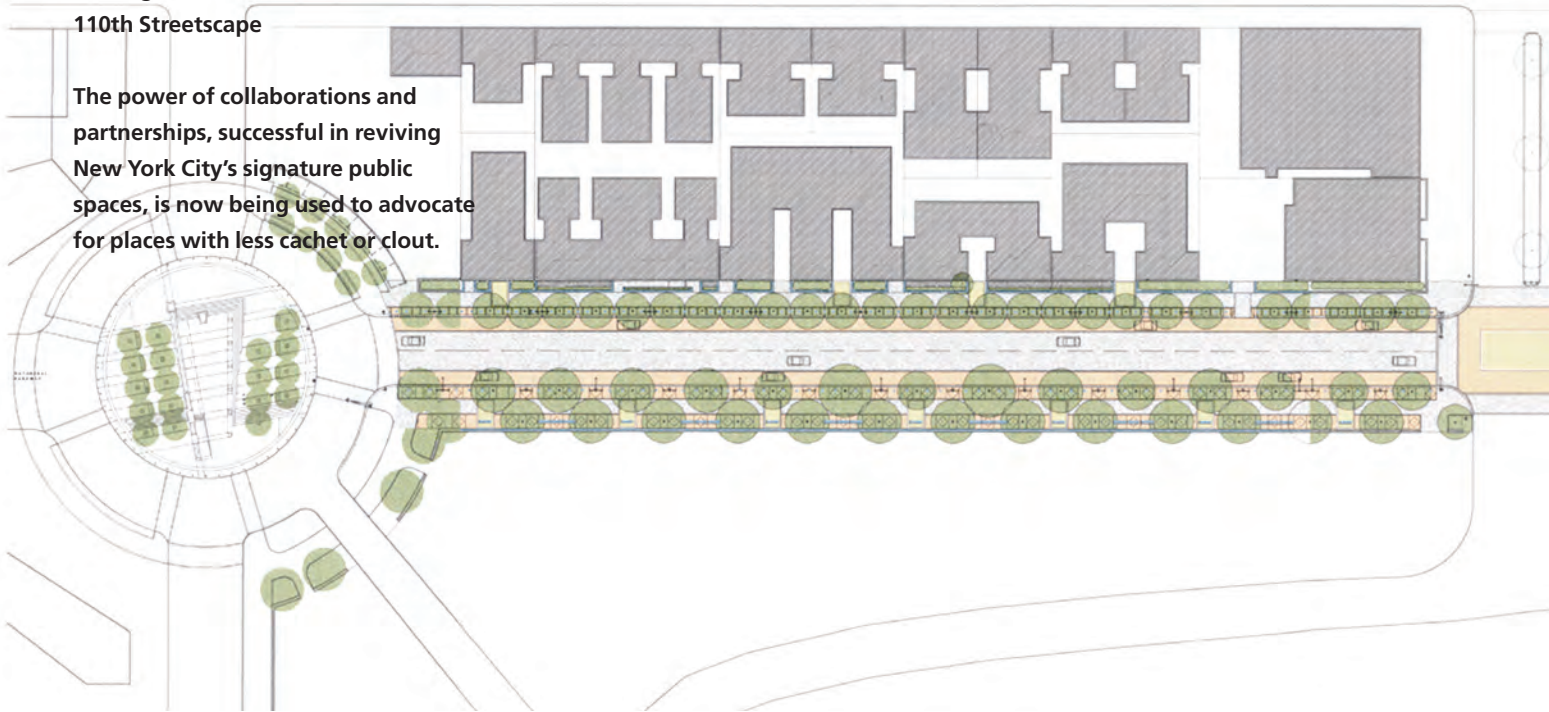 110th Streetscape
The power of collaborations and
partnerships, successful in reviving
New York City's signature public
spaces, is now being used to advocate
for places with less cachet or clout.